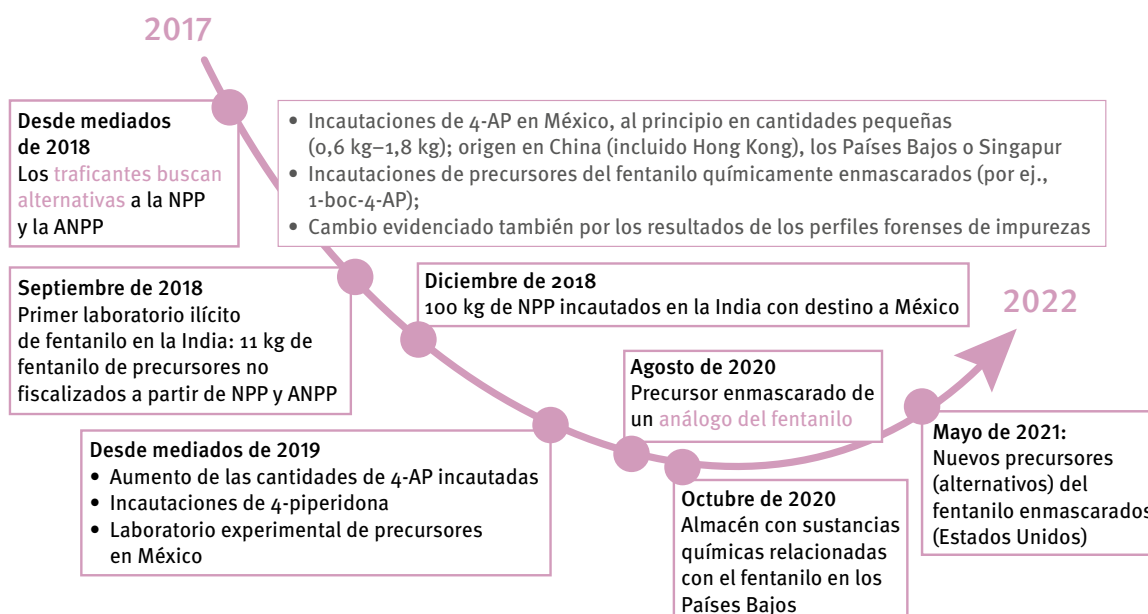 2017
Desde mediados
de 2018
Los traficantes buscan
alternativas a la NPP
y la ANPP
• Incautaciones de 4-AP en México, al principio en cantidades pequeñas
(0,6 kg–1,8 kg); origen en China (incluido Hong Kong), los Países Bajos o Singapur
• Incautaciones de precursores del fentanilo químicamente enmascarados (por ej.,
1-boc-4-AP);
• Cambio evidenciado también por los resultados de los perfiles forenses de impurezas
Septiembre de 2018
Primer laboratorio ilícito
de fentanilo en la India: 11 kg de
fentanilo de precursores no
fiscalizados a partir de NPP y ANPP
Diciembre de 2018
100 kg de NPP incautados en la India con destino a México
2022
Desde mediados de 2019
• Aumento de las cantidades de 4-AP incautadas
• Incautaciones de 4-piperidona
• Laboratorio experimental de precursores
en México
Agosto de 2020
Precursor enmascarado de
un análogo del fentanilo
Octubre de 2020
Almacén con sustancias
químicas relacionadas
con el fentanilo en los
Países Bajos
Mayo de 2021:
Nuevos precursores
(alternativos) del
fentanilo enmascarados
(Estados Unidos)